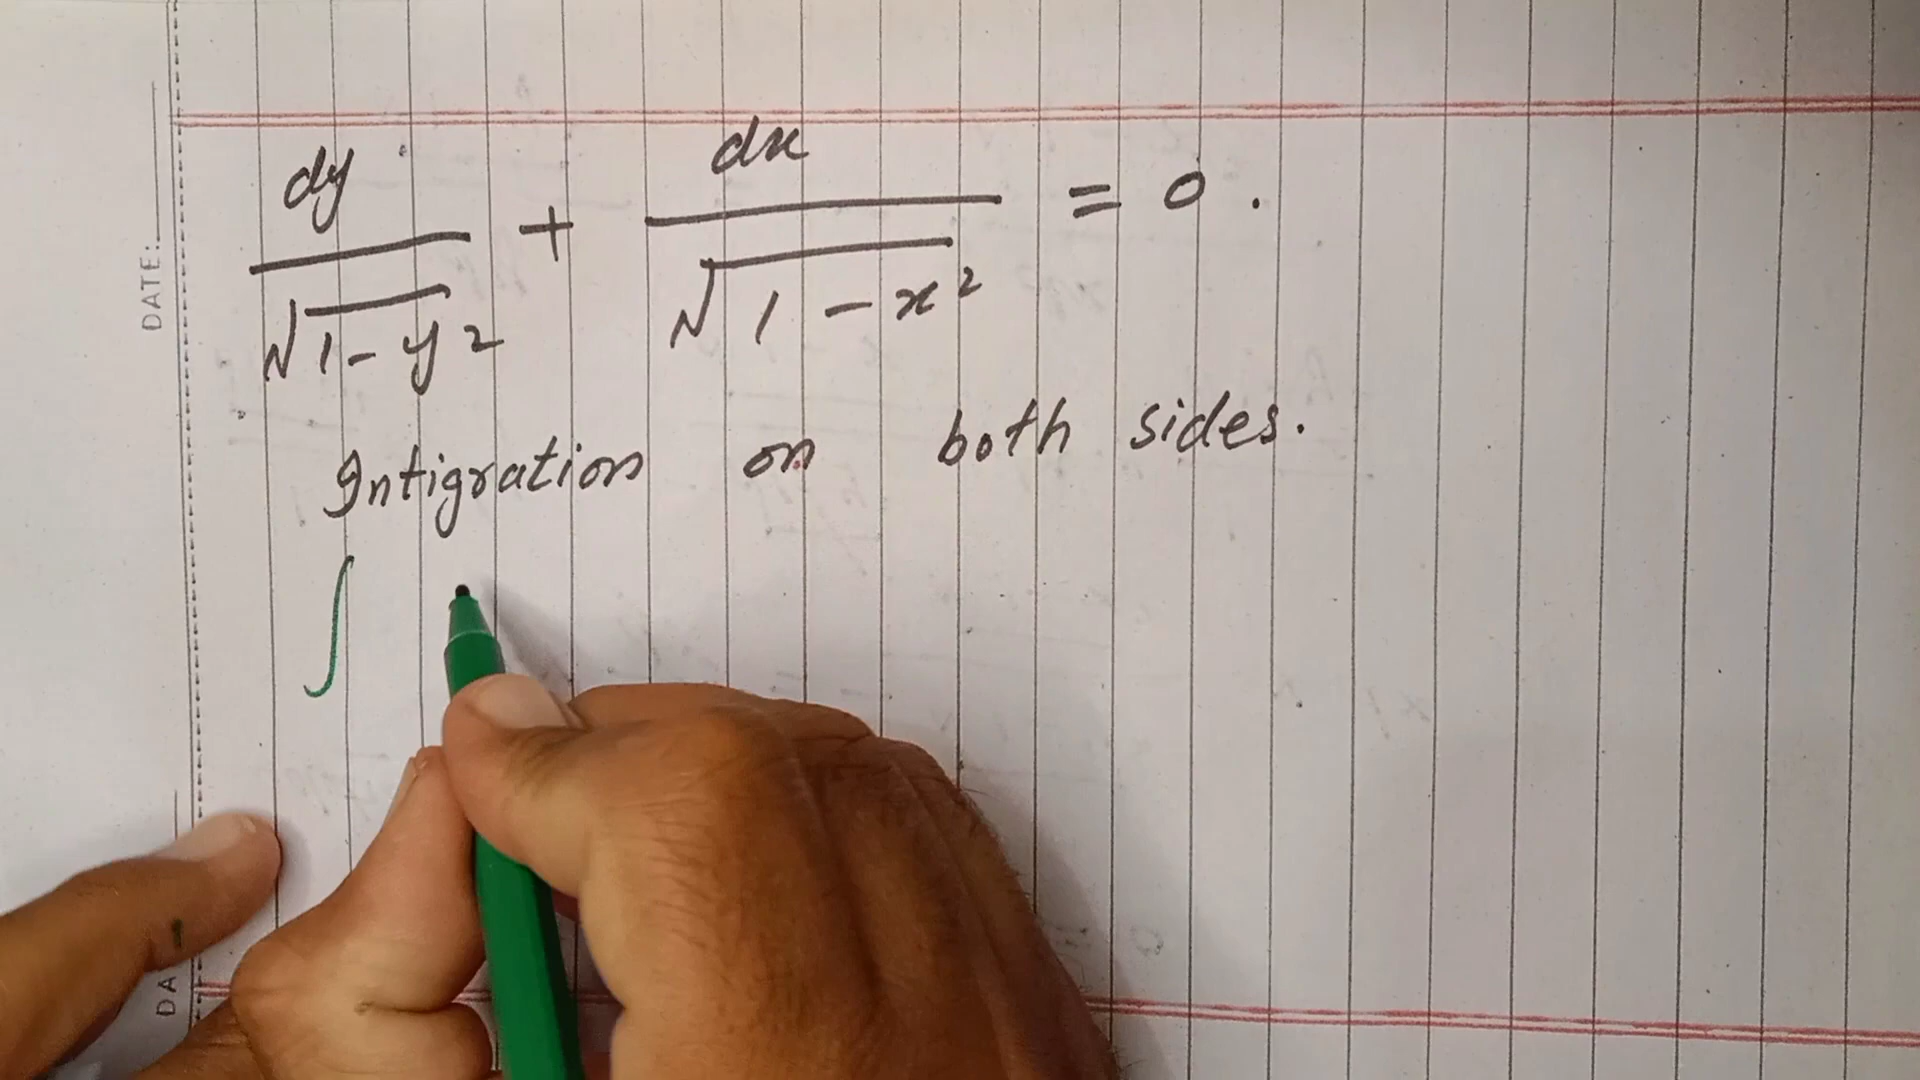 DATE:
dy/√1-y² + dx/√1-x² = 0.
Intigration on both sides.
∫
DA